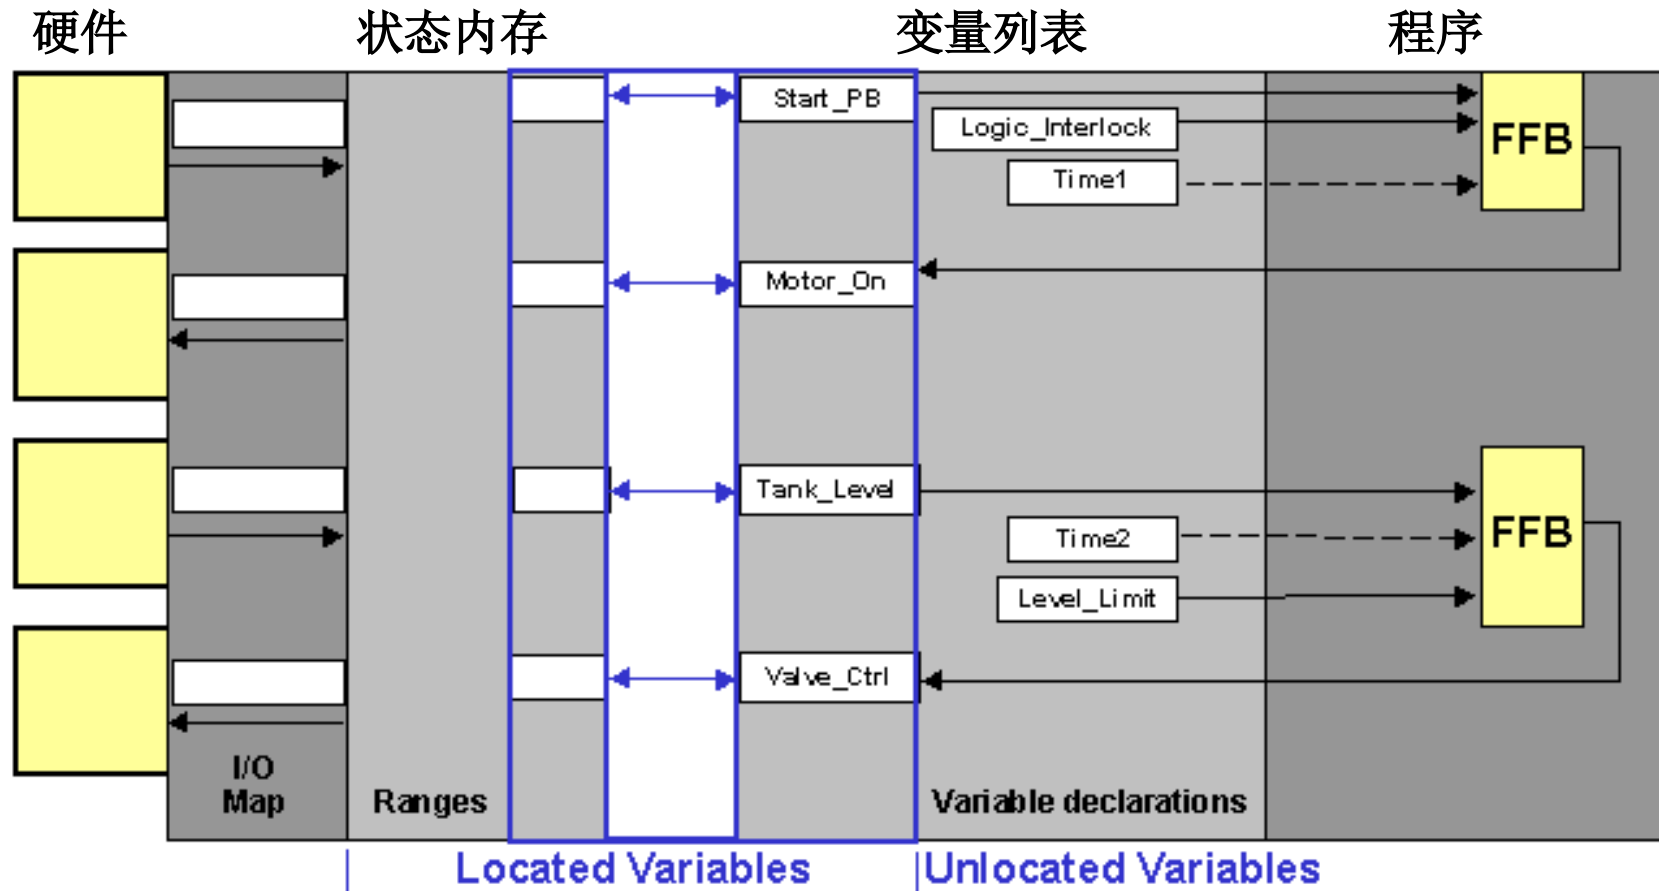 硬件 状态内存 变量列表 程序
Start_PB
Logic_Interlock
FFB
Time1
Motor_On
Tank_Level
Time2
FFB
Level_Limit
Valve_Ctrl
I/O
Map
Ranges
Variable declarations
Located Variables
Unlocated Variables